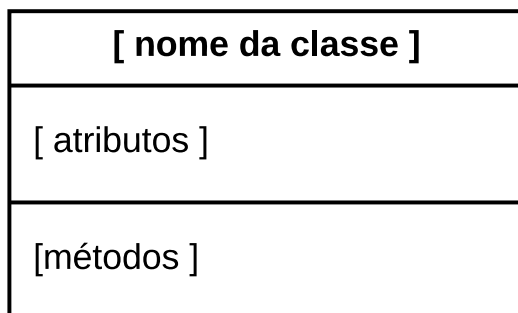 [ nome da classe ]
[ atributos ]
[métodos ]